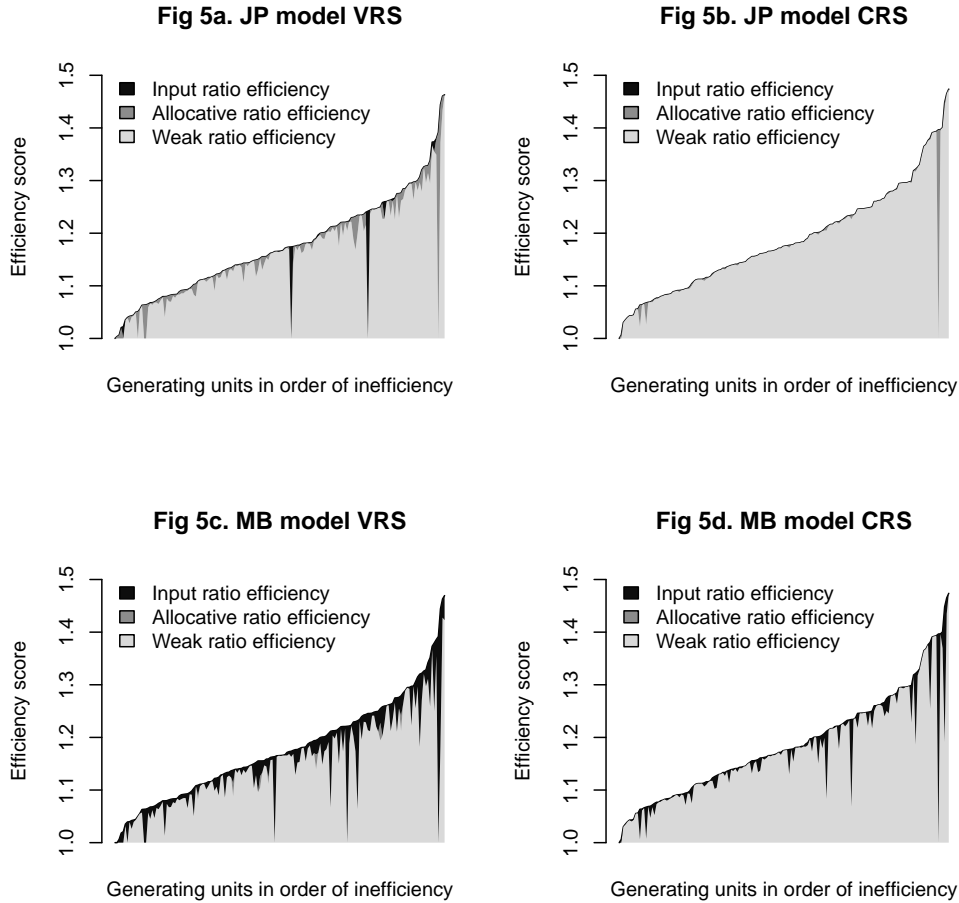 Fig 5a. JP model VRS
Efficiency score
1.0 1.1 1.2 1.3 1.4 1.5
Input ratio efficiency
Allocative ratio efficiency
Weak ratio efficiency
Generating units in order of inefficiency
Fig 5b. JP model CRS
Efficiency score
1.0 1.1 1.2 1.3 1.4 1.5
Input ratio efficiency
Allocative ratio efficiency
Weak ratio efficiency
Generating units in order of inefficiency
Fig 5c. MB model VRS
Efficiency score
1.0 1.1 1.2 1.3 1.4 1.5
Input ratio efficiency
Allocative ratio efficiency
Weak ratio efficiency
Generating units in order of inefficiency
Fig 5d. MB model CRS
Efficiency score
1.0 1.1 1.2 1.3 1.4 1.5
Input ratio efficiency
Allocative ratio efficiency
Weak ratio efficiency
Generating units in order of inefficiency